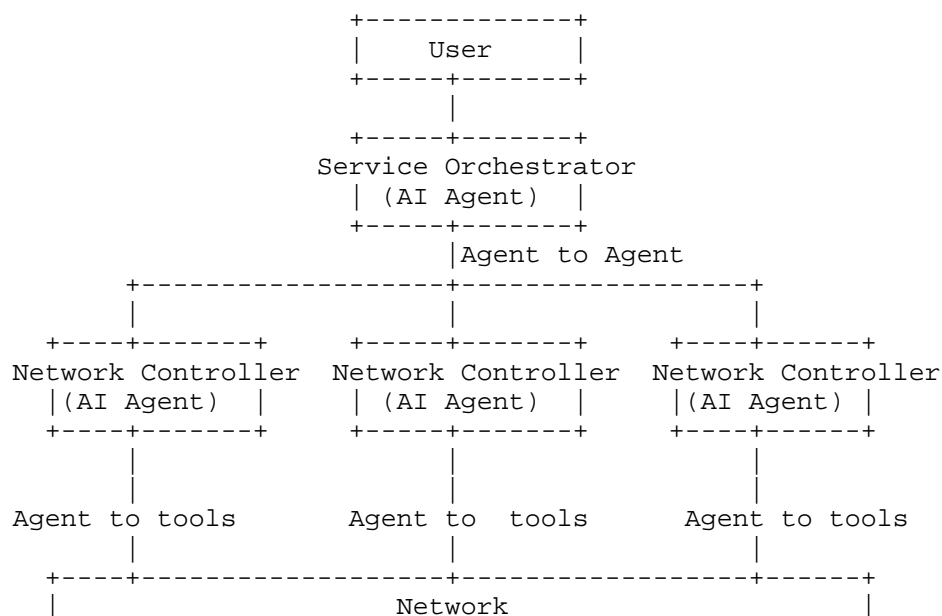 User
Service Orchestrator
(AI Agent)
Agent to Agent
Network Controller Network Controller Network Controller
(AI Agent) (AI Agent) (AI Agent)
Agent to tools Agent to tools Agent to tools
Network